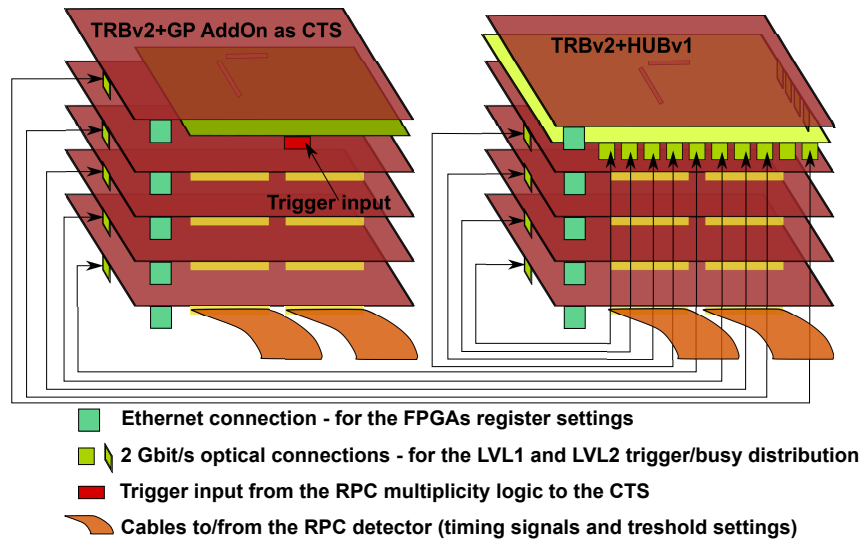 TRBv2+GP AddOn as CTS
TRBv2+HUBv1
Trigger input
Ethernet connection - for the FPGAs register settings
2 Gbit/s optical connections - for the LVL1 and LVL2 trigger/busy distribution
Trigger input from the RPC multiplicity logic to the CTS
Cables to/from the RPC detector (timing signals and treshold settings)